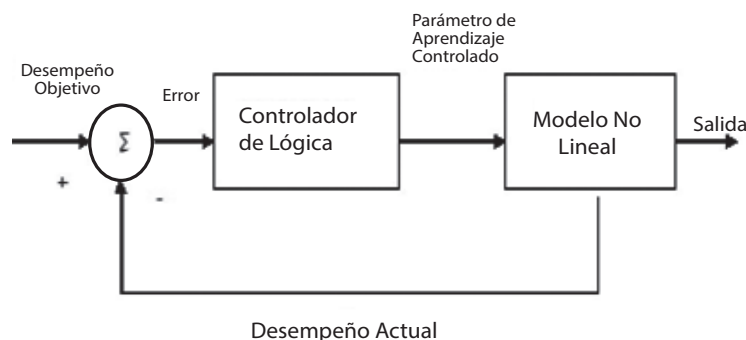 Desempeño
Objetivo
Error
Σ
+
-
Controlador
de Lógica
Parámetro de
Aprendizaje
Controlado
Modelo No
Lineal
Salida
Desempeño Actual